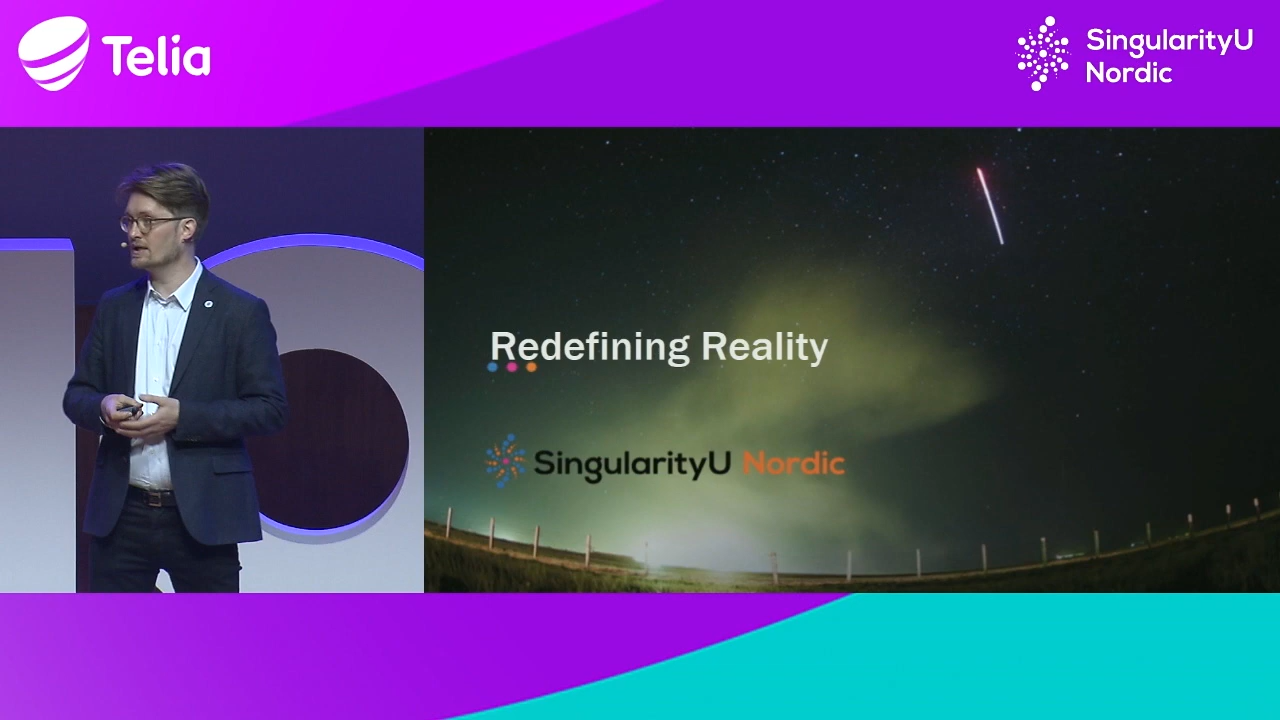 Telia
SingularityU
Nordic
Redefining Reality
SingularityU Nordic